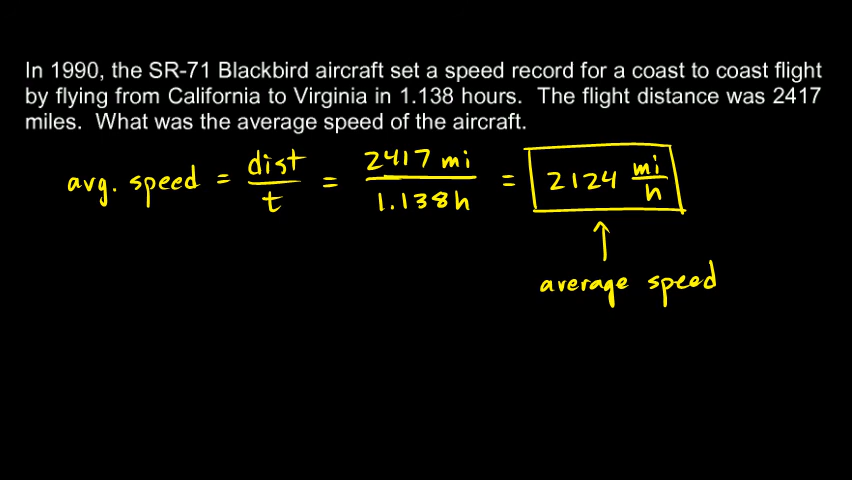 In 1990, the SR-71 Blackbird aircraft set a speed record for a coast to coast flight
by flying from California to Virginia in 1.138 hours.  The flight distance was 2417
miles.  What was the average speed of the aircraft.
avg. speed = dist/t = 2417 mi/1.138 h = 2124 mi/h
average speed